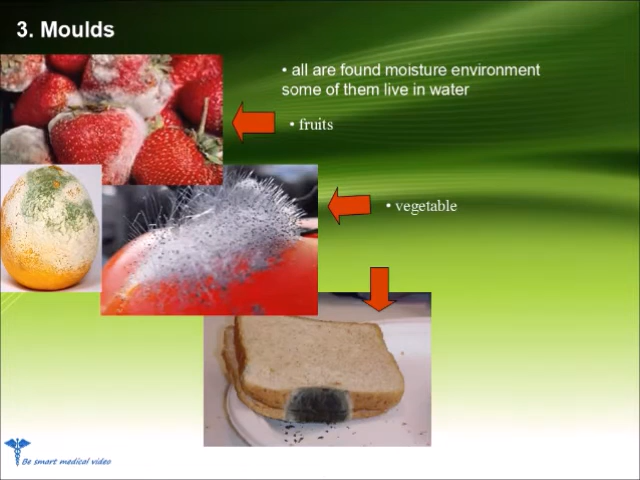 3. Moulds
• all are found moisture environment
some of them live in water
• fruits
• vegetable
Be smart medical video